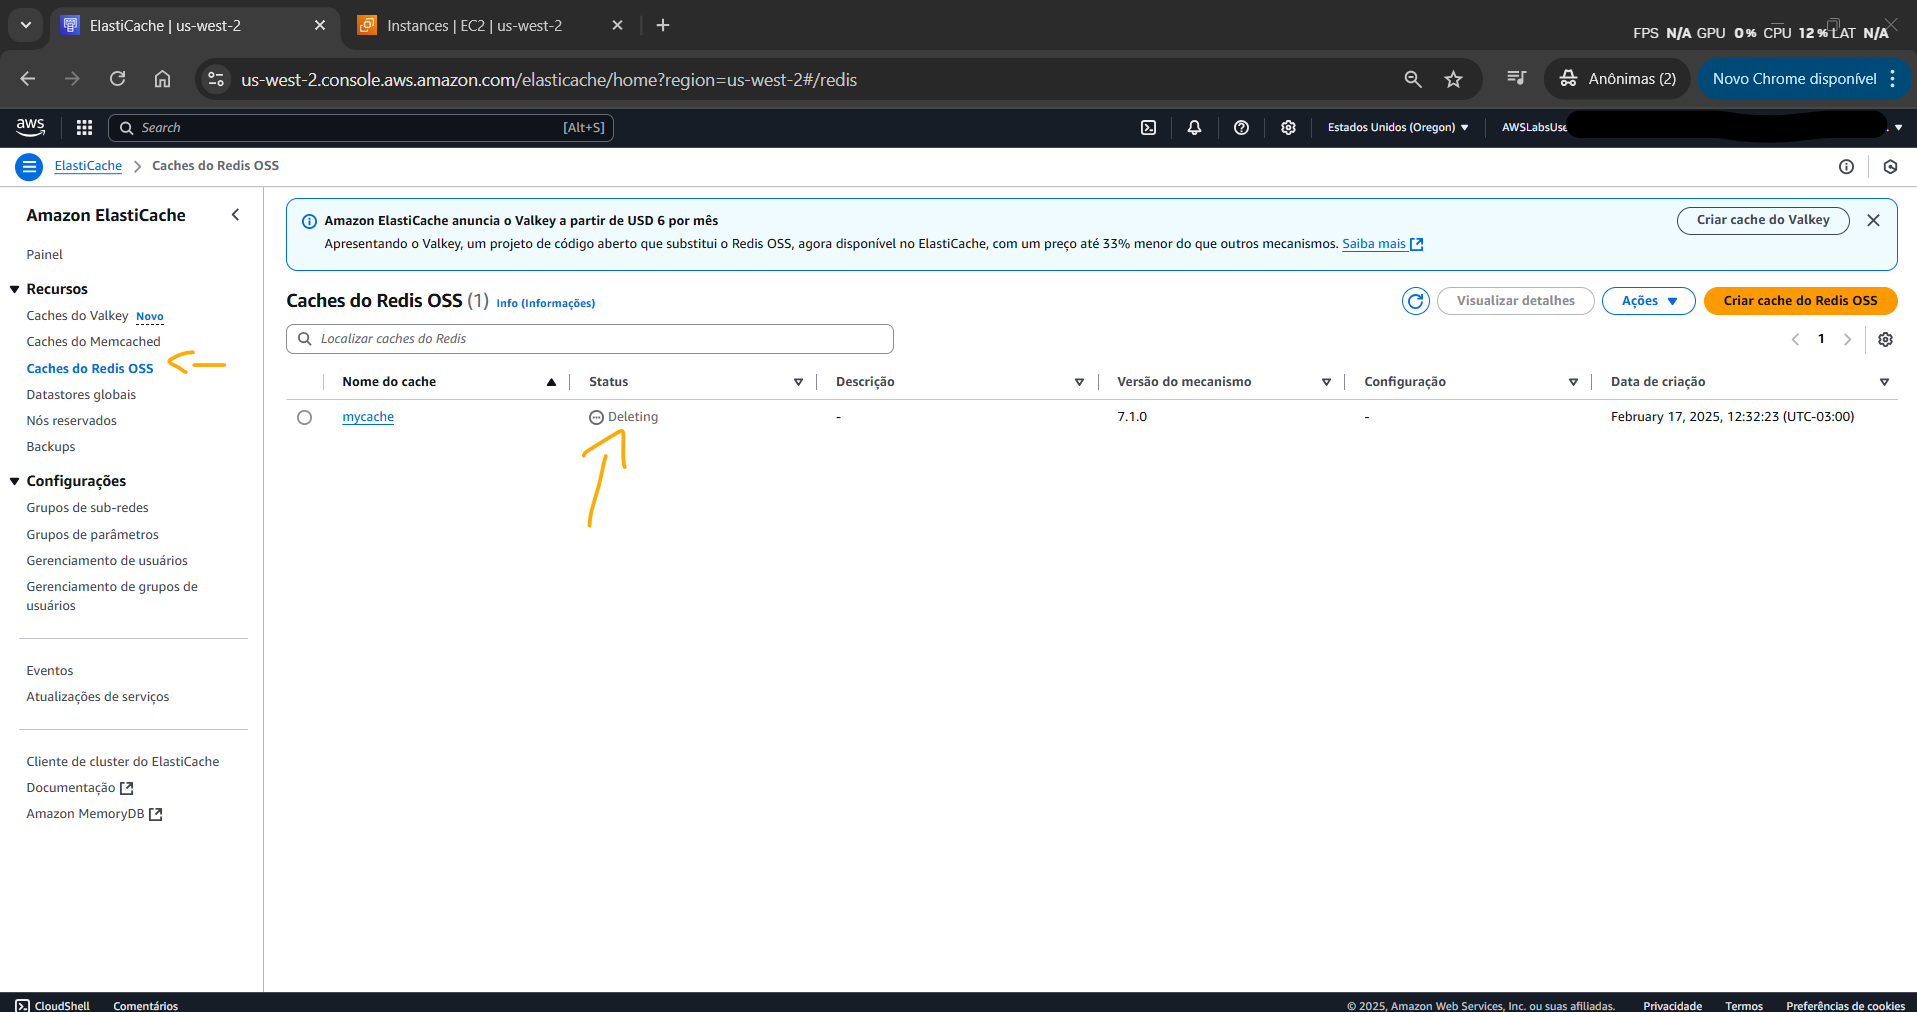 ElastiCache | us-west-2
Instances | EC2 | us-west-2
FPS N/A GPU 0% CPU 12% LAT N/A
us-west-2.console.aws.amazon.com/elasticache/home?region=us-west-2#/redis
Anônimas (2)
Novo Chrome disponível
aws
Search
[Alt+S]
Estados Unidos (Oregon)
AWSLabsUse
ElastiCache
Caches do Redis OSS
Amazon ElastiCache
Painel
Recursos
Caches do Valkey Novo
Caches do Memcached
Caches do Redis OSS
Datastores globais
Nós reservados
Backups
Configurações
Grupos de sub-redes
Grupos de parâmetros
Gerenciamento de usuários
Gerenciamento de grupos de
usuários
Eventos
Atualizações de serviços
Cliente de cluster do ElastiCache
Documentação
Amazon MemoryDB
Amazon ElastiCache anuncia o Valkey a partir de USD 6 por mês
Apresentando o Valkey, um projeto de código aberto que substitui o Redis OSS, agora disponível no ElastiCache, com um preço até 33% menor do que outros mecanismos. Saiba mais
Criar cache do Valkey
Caches do Redis OSS (1) Info (Informações)
Visualizar detalhes
Ações
Criar cache do Redis OSS
Localizar caches do Redis
1
Nome do cache Status Descrição Versão do mecanismo Configuração Data de criação
mycache Deleting - 7.1.0 - February 17, 2025, 12:32:23 (UTC-03:00)
CloudShell Comentários
© 2025, Amazon Web Services, Inc. ou suas afiliadas. Privacidade Termos Preferências de cookies